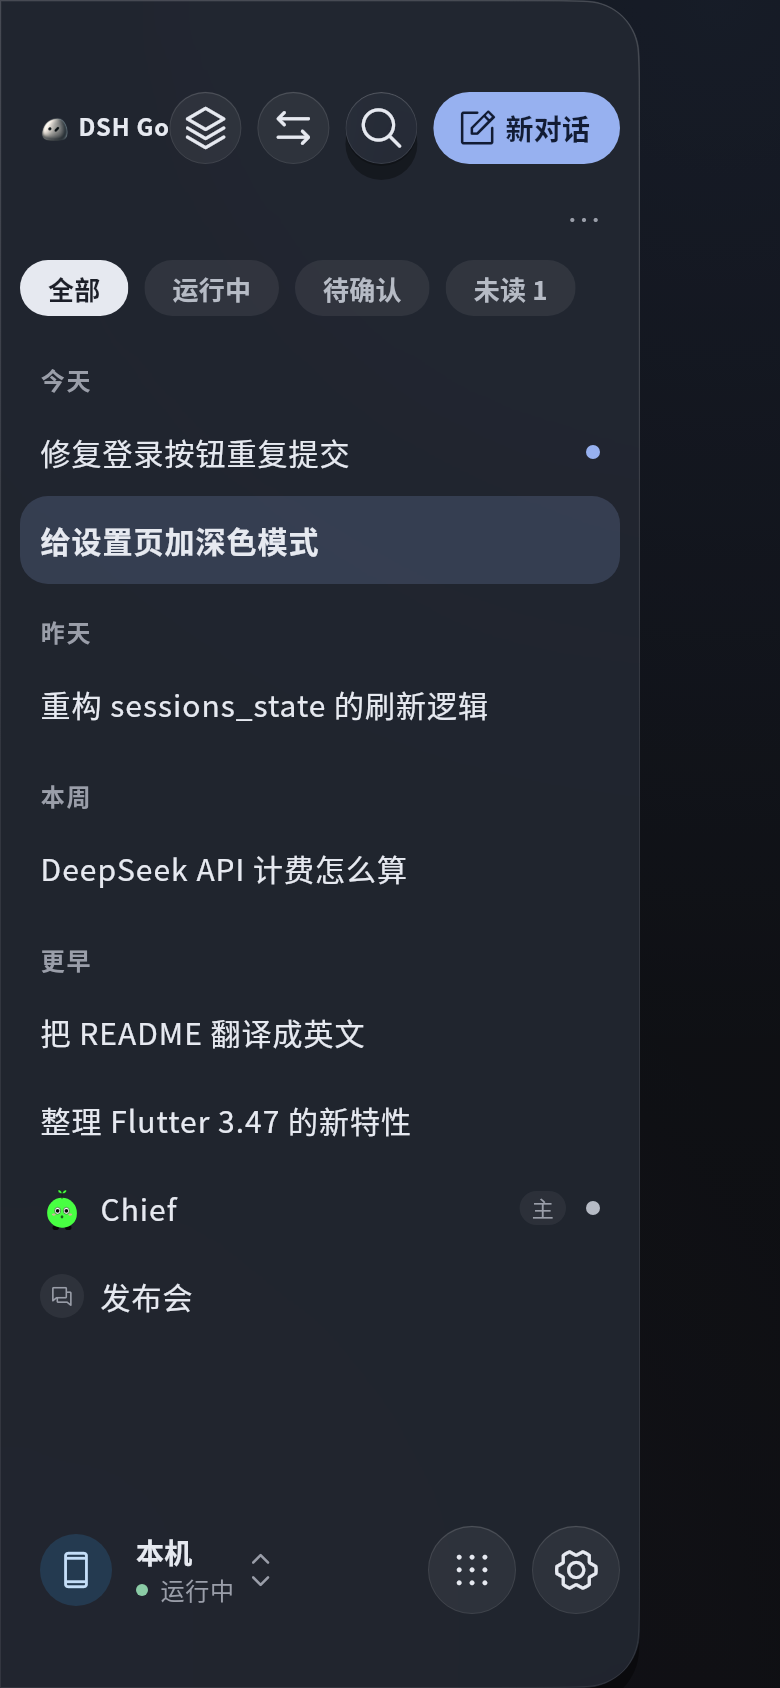 DSH Go
新对话
...
全部 运行中 待确认 未读 1
今天
修复登录按钮重复提交
给设置页加深色模式
昨天
重构 sessions_state 的刷新逻辑
本周
DeepSeek API 计费怎么算
更早
把 README 翻译成英文
整理 Flutter 3.47 的新特性
Chief 主
发布会
本机
运行中